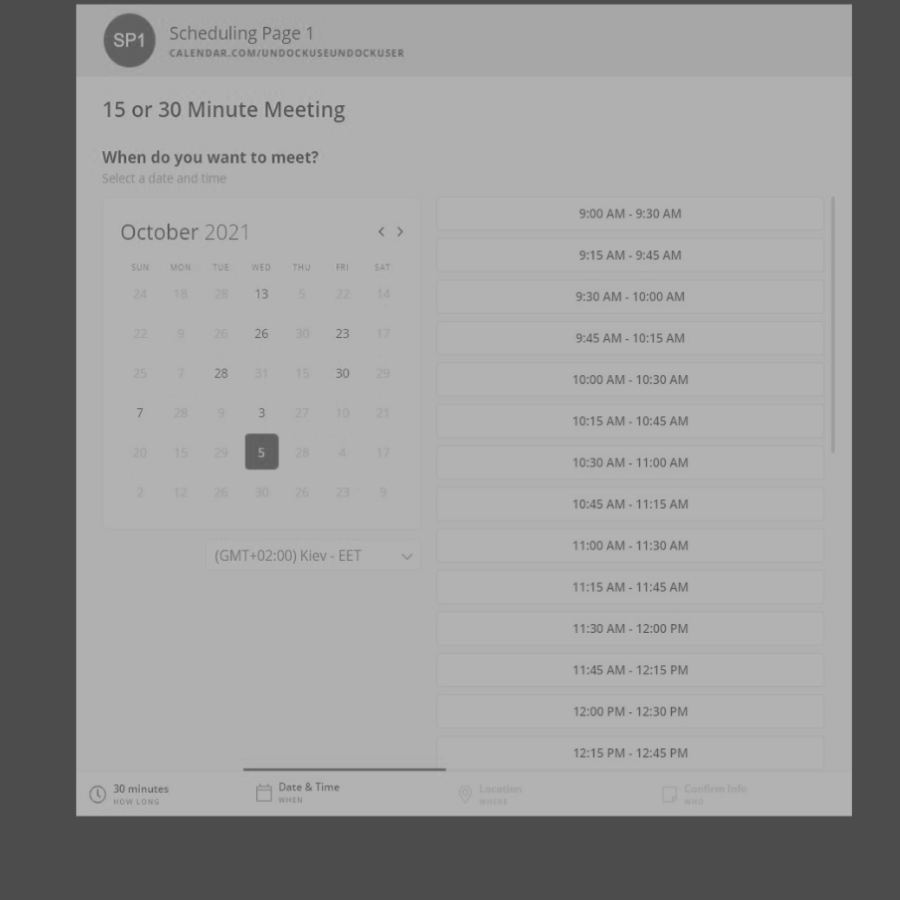 SP1
Scheduling Page 1
CALENDAR.COM/UNDOCKUSEUNDOCKUSER
15 or 30 Minute Meeting
When do you want to meet?
Select a date and time
October 2021
SUN MON TUE WED THU FRI SAT
24 18 28 13 5 22 14
22 9 26 26 30 23 17
25 7 28 31 15 30 29
7 28 9 3 27 10 21
20 15 29 5 28 4 17
2 12 26 30 26 23 9
(GMT+02:00) Kiev - EET
9:00 AM - 9:30 AM
9:15 AM - 9:45 AM
9:30 AM - 10:00 AM
9:45 AM - 10:15 AM
10:00 AM - 10:30 AM
10:15 AM - 10:45 AM
10:30 AM - 11:00 AM
10:45 AM - 11:15 AM
11:00 AM - 11:30 AM
11:15 AM - 11:45 AM
11:30 AM - 12:00 PM
11:45 AM - 12:15 PM
12:00 PM - 12:30 PM
12:15 PM - 12:45 PM
30 minutes
HOW LONG
Date & Time
WHEN
Location
WHERE
Confirm Info
WHO